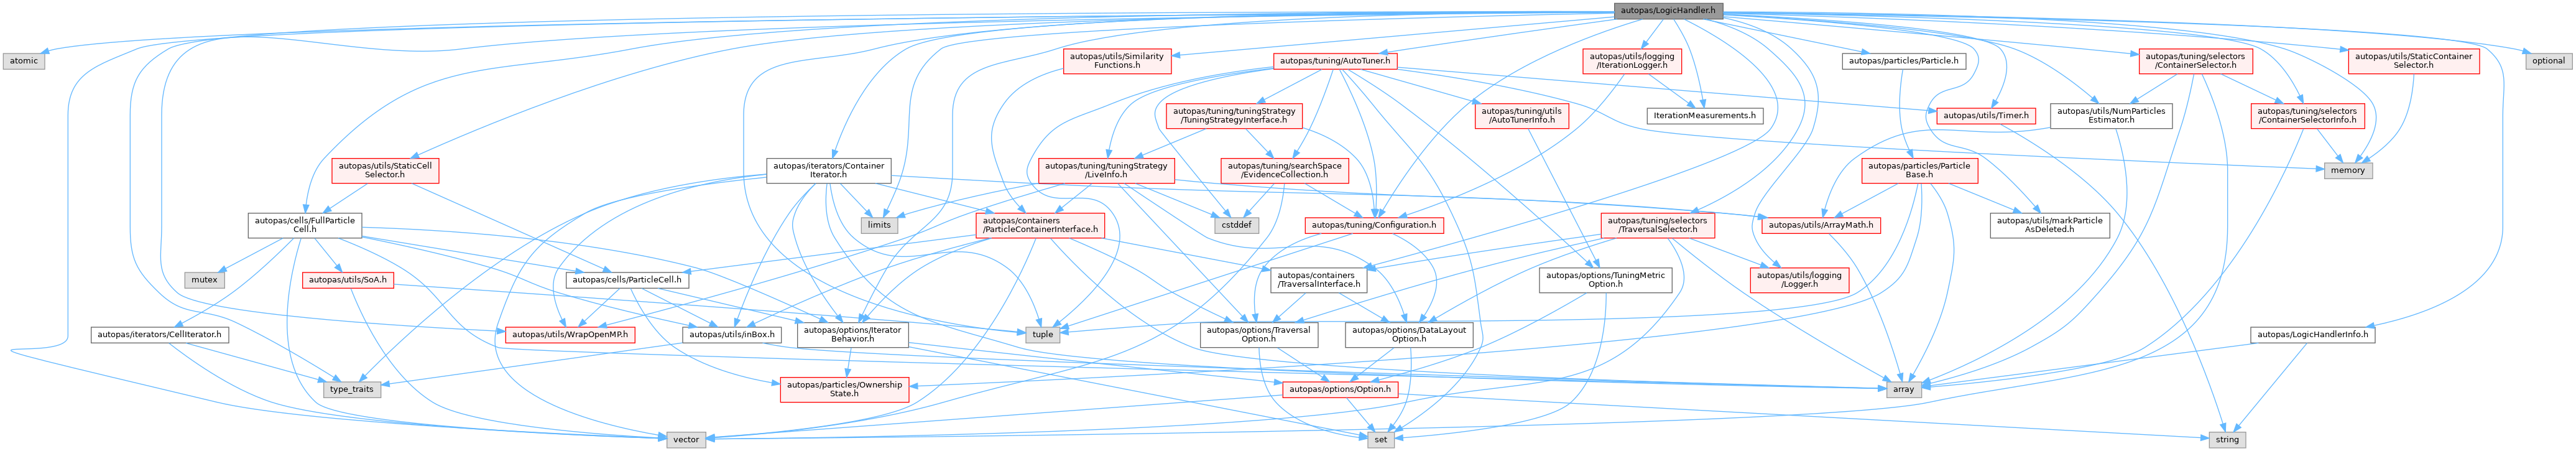 autopas/LogicHandler.h
atomic
autopas/utils/Similarity
Functions.h
autopas/tuning/AutoTuner.h
autopas/utils/logging
/IterationLogger.h
autopas/particles/Particle.h
autopas/tuning/selectors
/ContainerSelector.h
autopas/utils/StaticContainer
Selector.h
optional
autopas/tuning/tuningStrategy
/TuningStrategyInterface.h
autopas/tuning/utils
/AutoTunerInfo.h
IterationMeasurements.h
autopas/utils/Timer.h
autopas/utils/NumParticles
Estimator.h
autopas/tuning/selectors
/ContainerSelectorInfo.h
autopas/utils/StaticCell
Selector.h
autopas/iterators/Container
Iterator.h
autopas/tuning/tuningStrategy
/LiveInfo.h
autopas/tuning/searchSpace
/EvidenceCollection.h
autopas/particles/Particle
Base.h
memory
autopas/cells/FullParticle
Cell.h
limits
autopas/containers
/ParticleContainerInterface.h
cstddef
autopas/tuning/Configuration.h
autopas/tuning/selectors
/TraversalSelector.h
autopas/utils/ArrayMath.h
autopas/utils/markParticle
AsDeleted.h
mutex
autopas/utils/SoA.h
autopas/cells/ParticleCell.h
autopas/containers
/TraversalInterface.h
autopas/options/TuningMetric
Option.h
autopas/utils/logging
/Logger.h
autopas/iterators/CellIterator.h
autopas/utils/WrapOpenMP.h
autopas/utils/inBox.h
autopas/options/Iterator
Behavior.h
tuple
autopas/options/Traversal
Option.h
autopas/options/DataLayout
Option.h
autopas/LogicHandlerInfo.h
type_traits
autopas/particles/Ownership
State.h
autopas/options/Option.h
array
vector
set
string